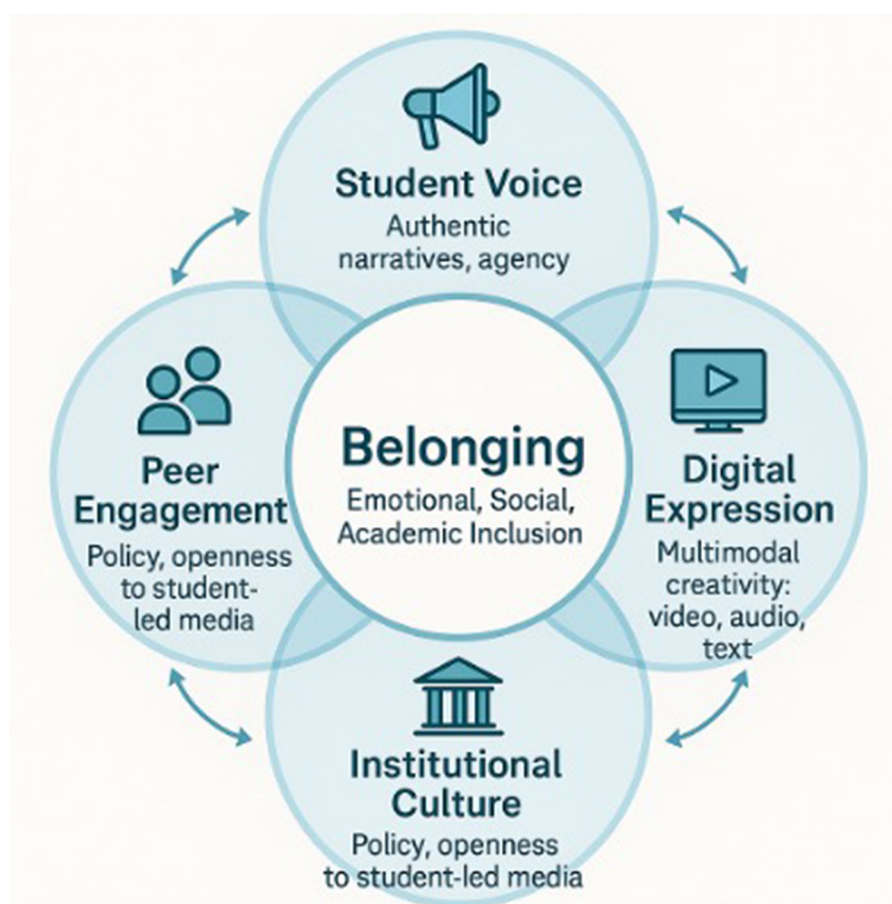 Student Voice
Authentic
narratives, agency
Peer
Engagement
Policy, openness
to student-
led media
Belonging
Emotional, Social,
Academic Inclusion
Digital
Expression
Multimodal
creativity:
video, audio,
text
Institutional
Culture
Policy, openness
to student-led media